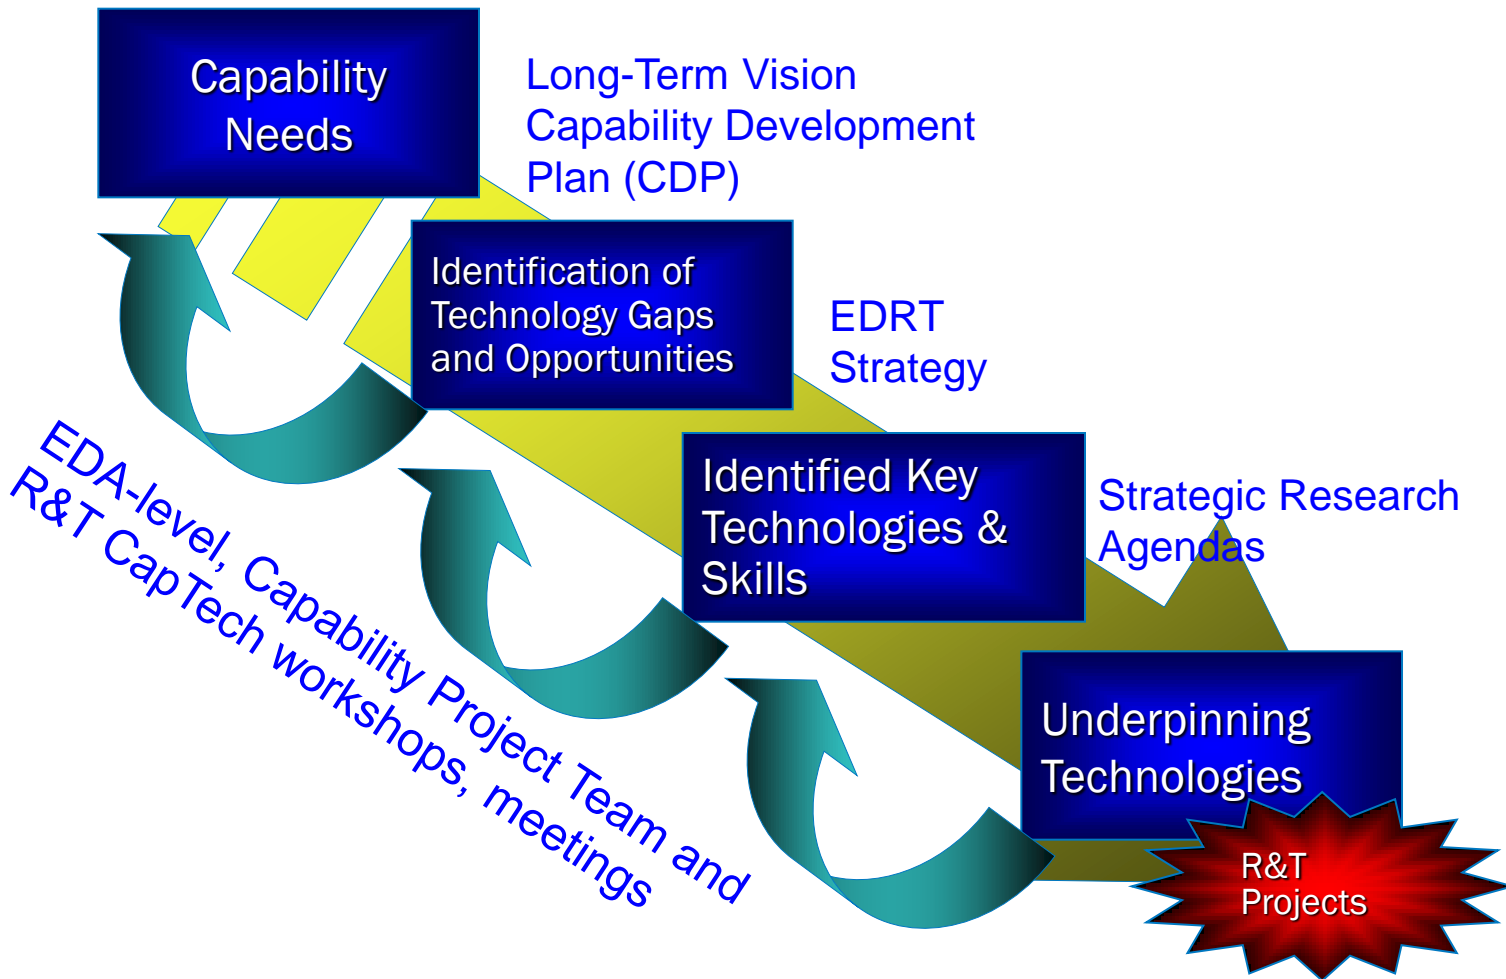 Capability
Needs
Long-Term Vision
Capability Development
Plan (CDP)
Identification of
Technology Gaps
and Opportunities
EDRT
Strategy
Identified Key
Technologies &
Skills
Strategic Research
Agendas
EDA-level, Capability Project Team and
R&T CapTech workshops, meetings
Underpinning
Technologies
R&T
Projects